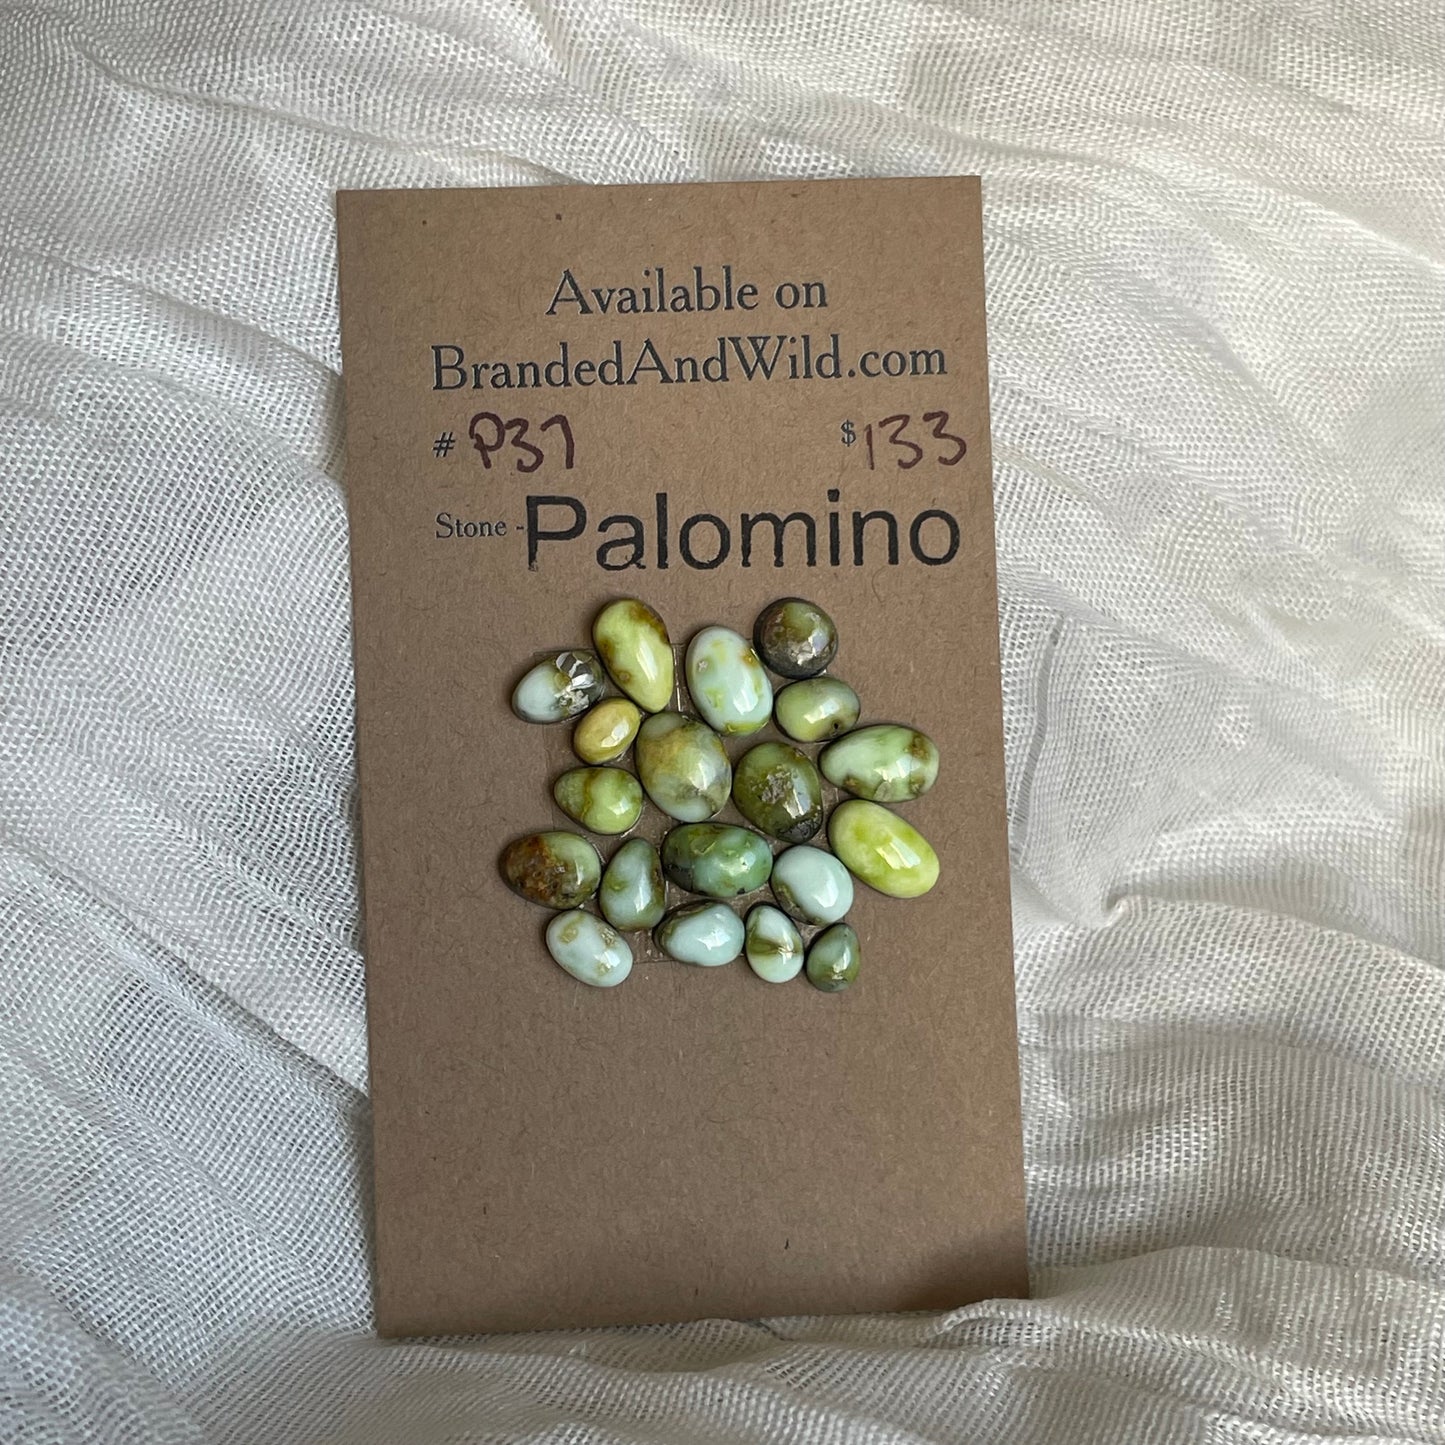 Available on
BrandedAndWild.com
# P37 $133
Stone - Palomino